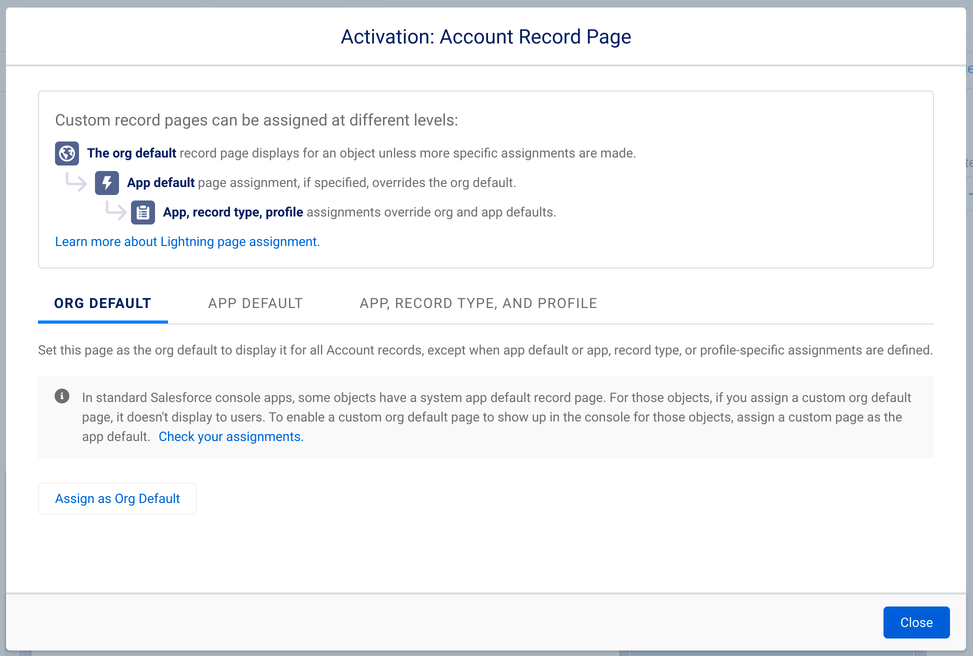 Activation: Account Record Page
Custom record pages can be assigned at different levels:
The org default record page displays for an object unless more specific assignments are made.
App default page assignment, if specified, overrides the org default.
App, record type, profile assignments override org and app defaults.
Learn more about Lightning page assignment.
ORG DEFAULT APP DEFAULT APP, RECORD TYPE, AND PROFILE
Set this page as the org default to display it for all Account records, except when app default or app, record type, or profile-specific assignments are defined.
In standard Salesforce console apps, some objects have a system app default record page. For those objects, if you assign a custom org default
page, it doesn't display to users. To enable a custom org default page to show up in the console for those objects, assign a custom page as the
app default. Check your assignments.
Assign as Org Default
Close